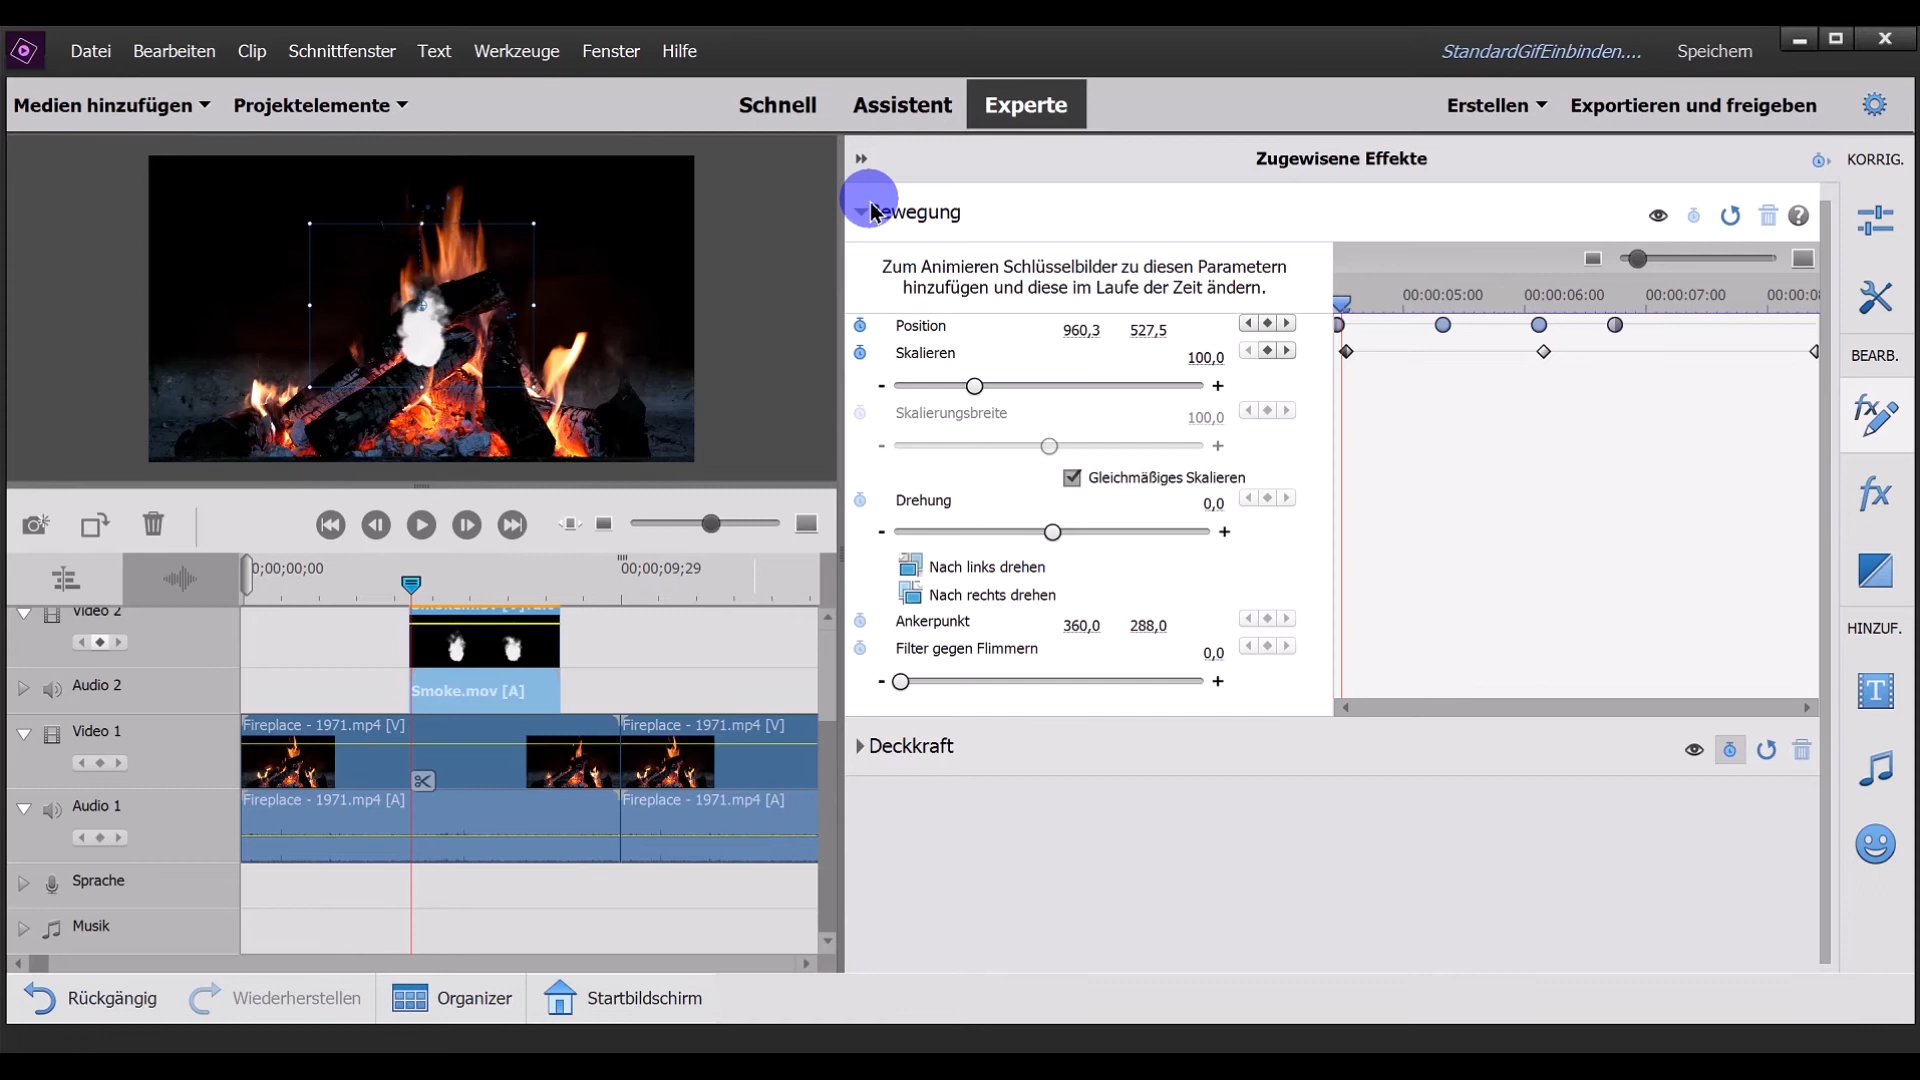 Datei Bearbeiten Clip Schnittfenster Text Werkzeuge Fenster Hilfe StandardGifEinbinden.... Speichern
Medien hinzufügen Projektelemente Schnell Assistent Experte Erstellen Exportieren und freigeben
Zugewisene Effekte KORRIG.
ewegung
Zum Animieren Schlüsselbilder zu diesen Parametern
hinzufügen und diese im Laufe der Zeit ändern.
00:00:05:00 00:00:06:00 00:00:07:00 00:00:0
Position 960,3 527,5
Skalieren 100,0
BEARB.
- +
Skalierungsbreite 100,0
- +
Gleichmäßiges Skalieren
Drehung 0,0
- +
Nach links drehen
Nach rechts drehen
Ankerpunkt 360,0 288,0
HINZUF.
Filter gegen Flimmern 0,0
- +
Deckkraft
0;00;00;00 00;00;09;29
Video 2
Audio 2 Smoke.mov [A]
Video 1 Fireplace - 1971.mp4 [V] Fireplace - 1971.mp4 [V]
Audio 1 Fireplace - 1971.mp4 [A] Fireplace - 1971.mp4 [A]
Sprache
Musik
Rückgängig Wiederherstellen Organizer Startbildschirm
fx
fx
T